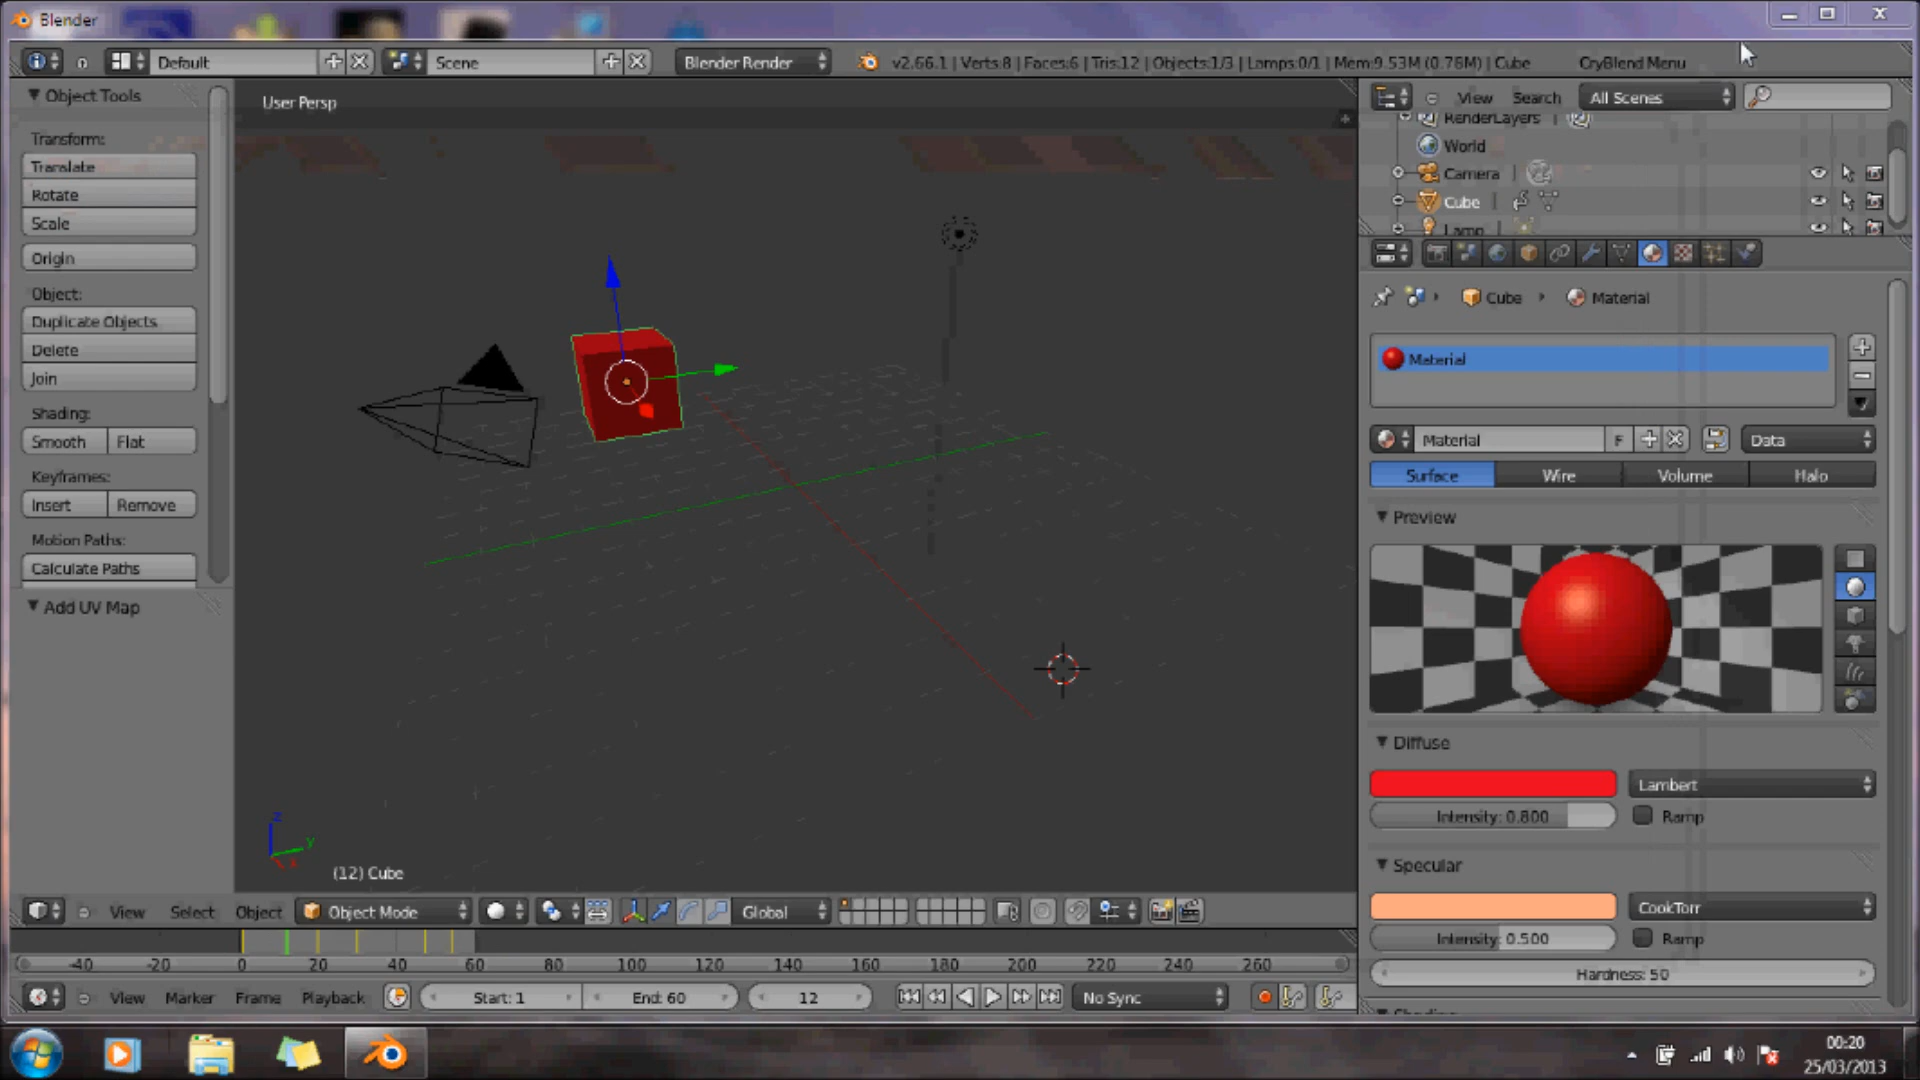 Blender
Default
Scene
Blender Render
v2.66.1 | Verts:8 | Faces:6 | Tris:12 | Objects:1/3 | Lamps:0/1 | Mem:9.53M (0.76M) | Cube
CryBlend Menu
Object Tools
Transform:
Translate
Rotate
Scale
Origin
Object:
Duplicate Objects
Delete
Join
Shading:
Smooth
Flat
Keyframes:
Insert
Remove
Motion Paths:
Calculate Paths
Add UV Map
User Persp
z
y
x
(12) Cube
View
Search
All Scenes
RenderLayers
World
Camera
Cube
Lamp
Cube
Material
Material
Material
F
Data
Surface
Wire
Volume
Halo
Preview
Diffuse
Lambert
Intensity: 0.800
Ramp
Specular
CookTorr
Intensity: 0.500
Ramp
Hardness: 50
View
Select
Object
Object Mode
Global
-40 -20 0 20 40 60 80 100 120 140 160 180 200 220 240 260
View
Marker
Frame
Playback
Start: 1
End: 60
12
No Sync
00:20
25/03/2013